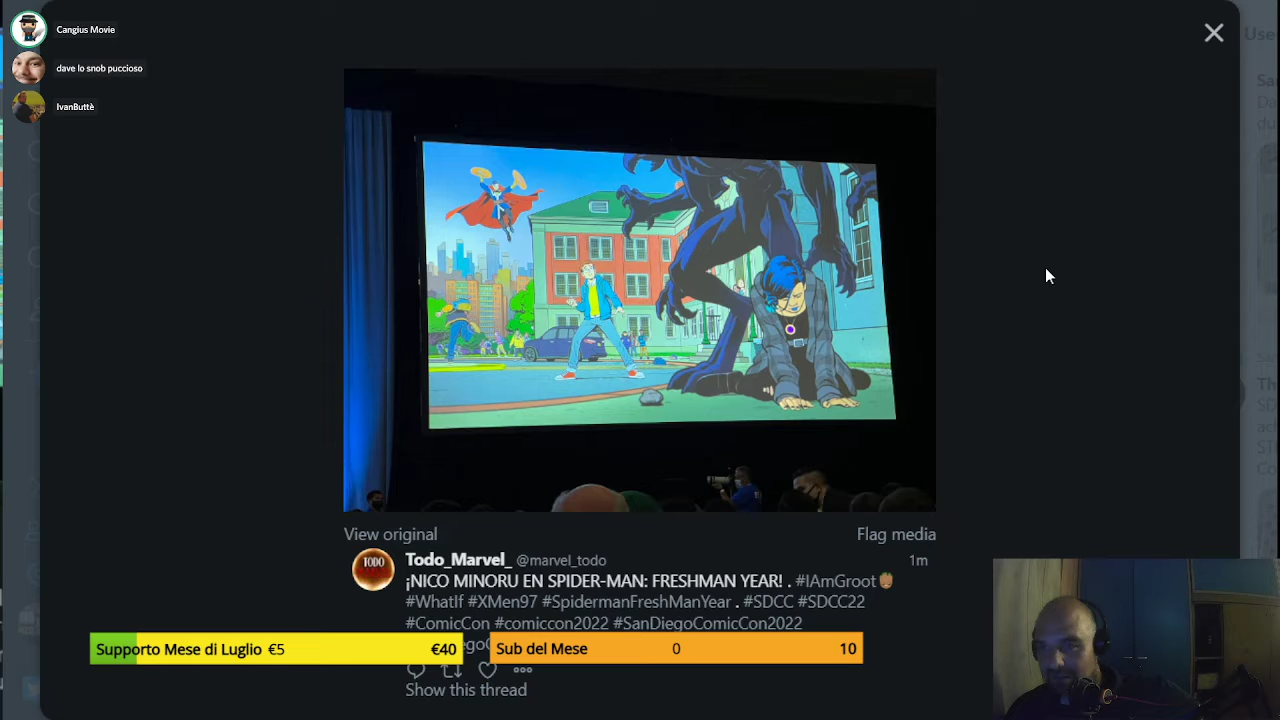 Cangius Movie
dave lo snob puccioso
IvanButtè
View original
Flag media
TODO
Todo_Marvel_ @marvel_todo 1m
¡NICO MINORU EN SPIDER-MAN: FRESHMAN YEAR! . #IAmGroot
#WhatIf #XMen97 #SpidermanFreshManYear . #SDCC #SDCC22
#ComicCon #comiccon2022 #SanDiegoComicCon2022
Supporto Mese di Luglio €5 €40
Sub del Mese 0 10
Show this thread